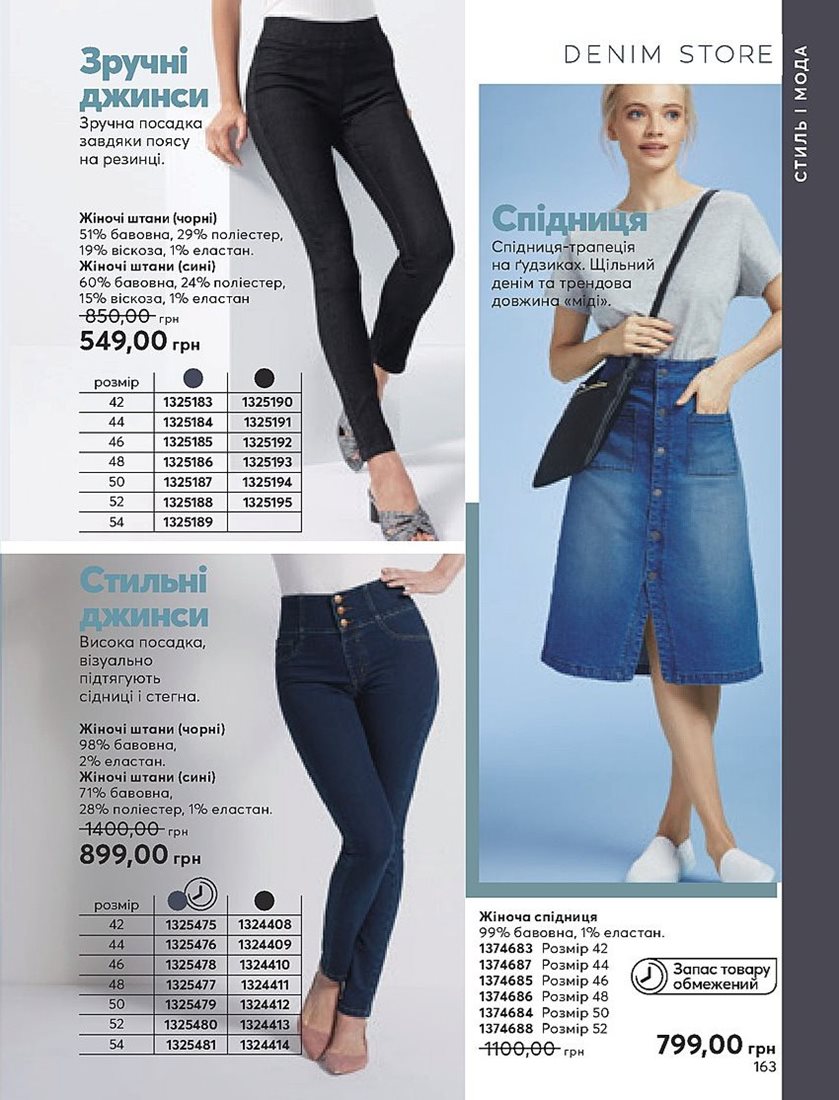 DENIM STORE
СТИЛЬ І МОДА
Зручні
джинси
Зручна посадка
завдяки поясу
на резинці.
Жіночі штани (чорні)
51% бавовна, 29% поліестер,
19% віскоза, 1% еластан.
Жіночі штани (сині)
60% бавовна, 24% поліестер,
15% віскоза, 1% еластан
850,00 грн
549,00 грн
розмір
42 1325183 1325190
44 1325184 1325191
46 1325185 1325192
48 1325186 1325193
50 1325187 1325194
52 1325188 1325195
54 1325189
Спідниця
Спідниця-трапеція
на ґудзиках. Щільний
денім та трендова
довжина «міді».
Стильні
джинси
Висока посадка,
візуально
підтягують
сідниці і стегна.
Жіночі штани (чорні)
98% бавовна,
2% еластан.
Жіночі штани (сині)
71% бавовна,
28% поліестер, 1% еластан.
1400,00 грн
899,00 грн
розмір
42 1325475 1324408
44 1325476 1324409
46 1325478 1324410
48 1325477 1324411
50 1325479 1324412
52 1325480 1324413
54 1325481 1324414
Жіноча спідниця
99% бавовна, 1% еластан.
1374683 Розмір 42
1374687 Розмір 44
1374685 Розмір 46
1374686 Розмір 48
1374684 Розмір 50
1374688 Розмір 52
Запас товару
обмежений
1100,00 грн
799,00 грн
163